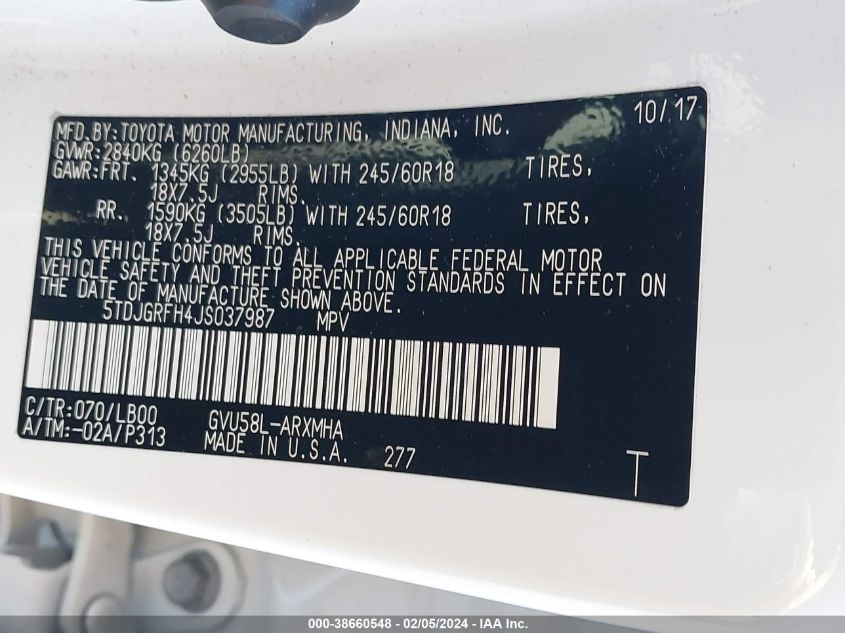 10/17
MFD.BY:TOYOTA MOTOR MANUFACTURING, INDIANA, INC.
GVWR:2840KG (6260LB)
GAWR:FRT. 1345KG (2955LB) WITH 245/60R18 TIRES,
18X7.5J RIMS.
RR. 1590KG (3505LB) WITH 245/60R18 TIRES,
18X7.5J RIMS.
THIS VEHICLE CONFORMS TO ALL APPLICABLE FEDERAL MOTOR
VEHICLE SAFETY AND THEFT PREVENTION STANDARDS IN EFFECT ON
THE DATE OF MANUFACTURE SHOWN ABOVE.
5TDJGRFH4JS037987 MPV
C/TR:070/LB00 GVU58L-ARXMHA
A/TM:-02A/P313 MADE IN U.S.A. 277
T
000-38660548 - 02/05/2024 - IAA Inc.